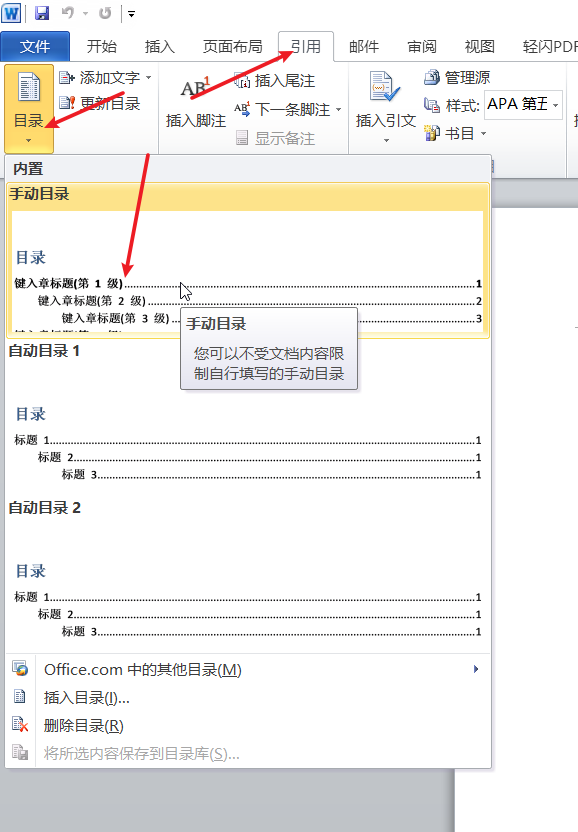 文件 开始 插入 页面布局 引用 邮件 审阅 视图 轻闪PDF
目录
添加文字
更新目录
AB1
插入脚注
插入尾注
下一条脚注
显示备注
插入引文
管理源
样式: APA 第五
书目
内置
手动目录
目录
键入章标题(第 1 级)........1
键入章标题(第 2 级)........2
键入章标题(第 3 级)........3
手动目录
您可以不受文档内容限
制自行填写的手动目录
自动目录 1
目录
标题 1........1
标题 2........1
标题 3........1
自动目录 2
目录
标题 1........1
标题 2........1
标题 3........1
Office.com 中的其他目录(M)
插入目录(I)...
删除目录(R)
将所选内容保存到目录库(S)...